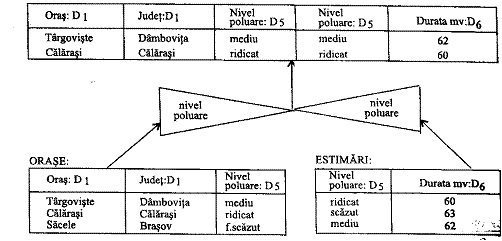 Oraş: D1 Judeţ:D1 Nivel poluare: D5 Nivel poluare: D5 Durata mv:D6
Târgovişte Dâmboviţa mediu mediu 62
Călăraşi Călăraşi ridicat ridicat 60
nivel poluare nivel poluare
ORAŞE:
Oraş: D1 Judeţ:D1 Nivel poluare: D5
Târgovişte Dâmboviţa mediu
Călăraşi Călăraşi ridicat
Săcele Braşov f.scăzut
ESTIMĂRI:
Nivel poluare: D5 Durata mv:D6
ridicat 60
scăzut 63
mediu 62